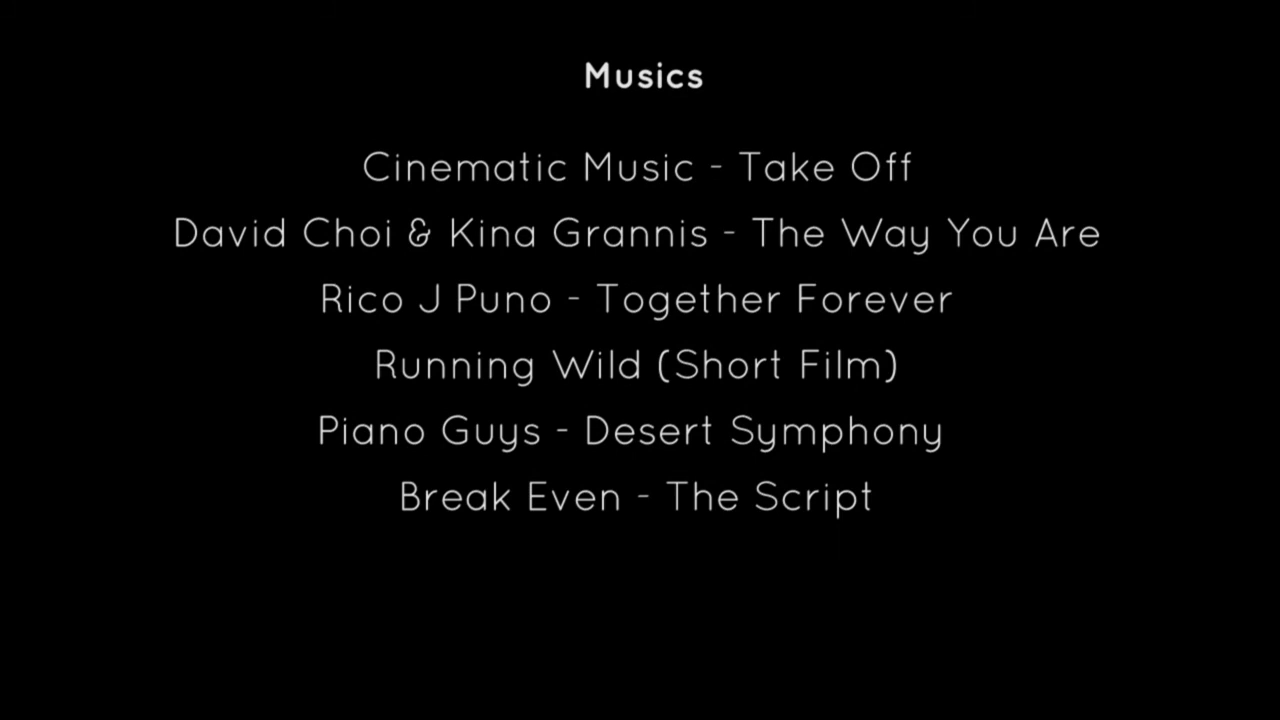 Musics
Cinematic Music - Take Off
David Choi & Kina Grannis - The Way You Are
Rico J Puno - Together Forever
Running Wild (Short Film)
Piano Guys - Desert Symphony
Break Even - The Script